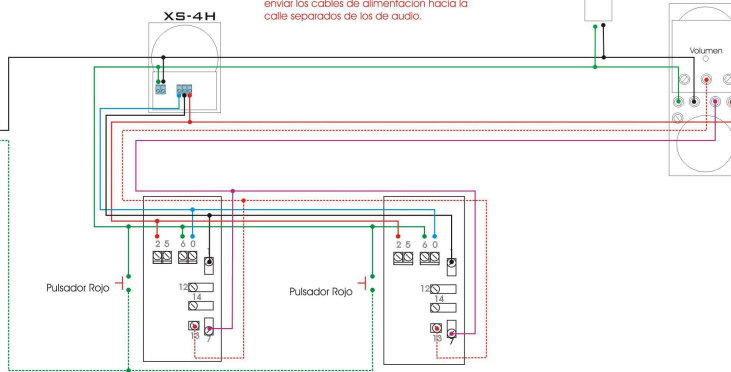 enviar los cables de alimentación hacia la
calle separados de los de audio.
XS-4H
Volumen
2 5 6 0
1
12
14
13
7
Pulsador Rojo
2 5 6 0
1
12
14
13
7
Pulsador Rojo